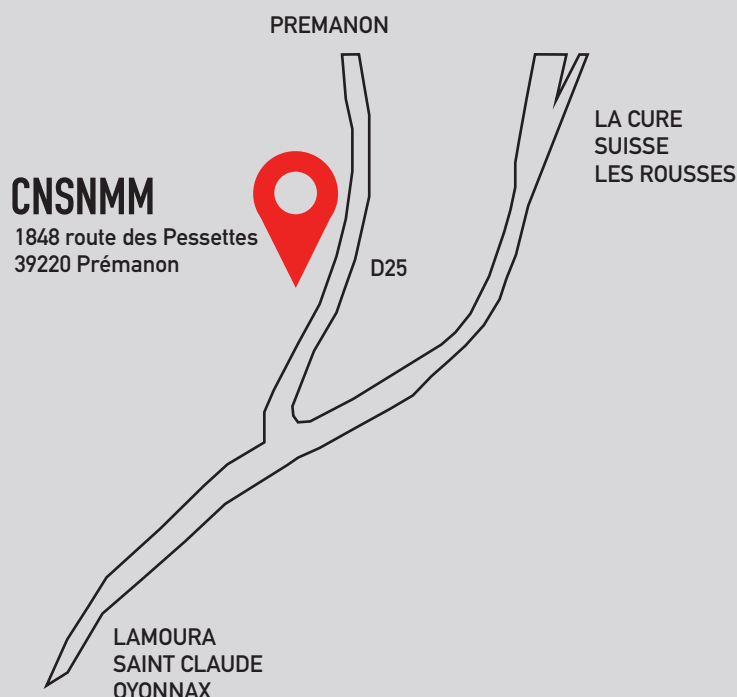 PREMANON
LA CURE
SUISSE
LES ROUSSES
CNSNMM
1848 route des Pessettes
39220 Prémanon
D25
LAMOURA
SAINT CLAUDE
OYONNAX